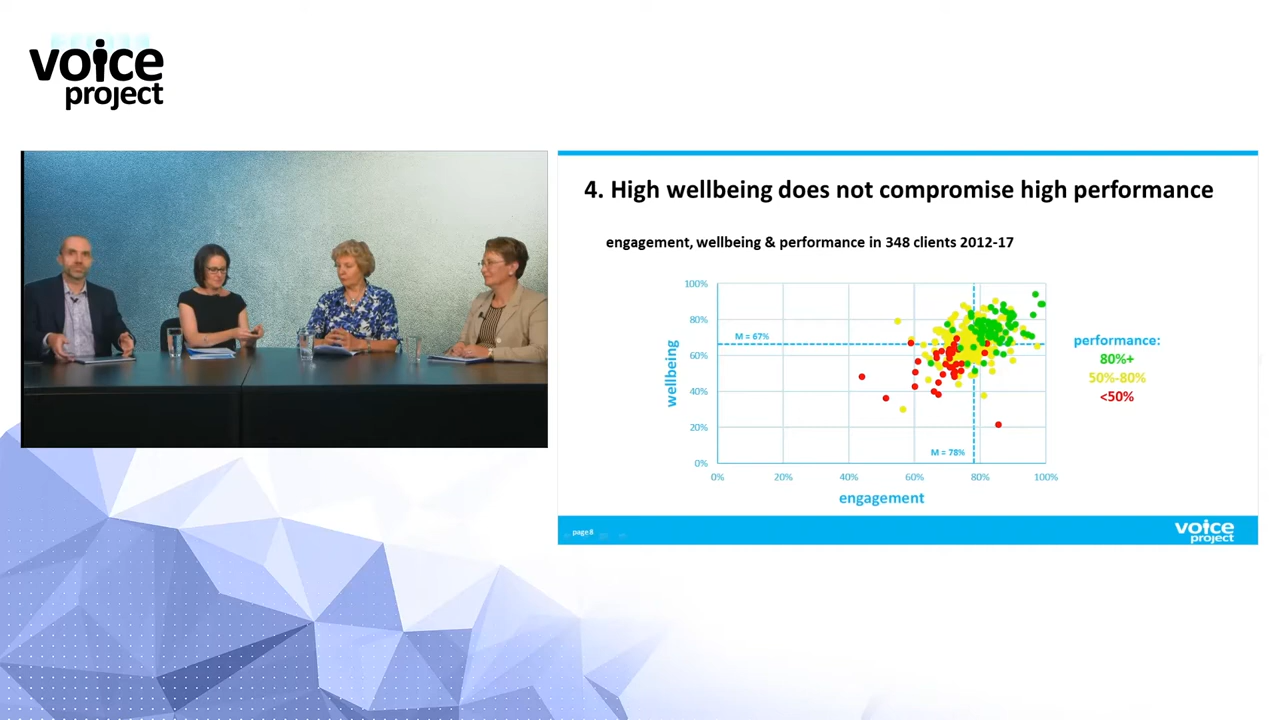 voice
project
4. High wellbeing does not compromise high performance
engagement, wellbeing & performance in 348 clients 2012-17
100%
80%
60%
40%
20%
0%
wellbeing
M = 67%
M = 78%
0%
20%
40%
60%
80%
100%
engagement
performance:
80%+
50%-80%
<50%
page8
voice
project